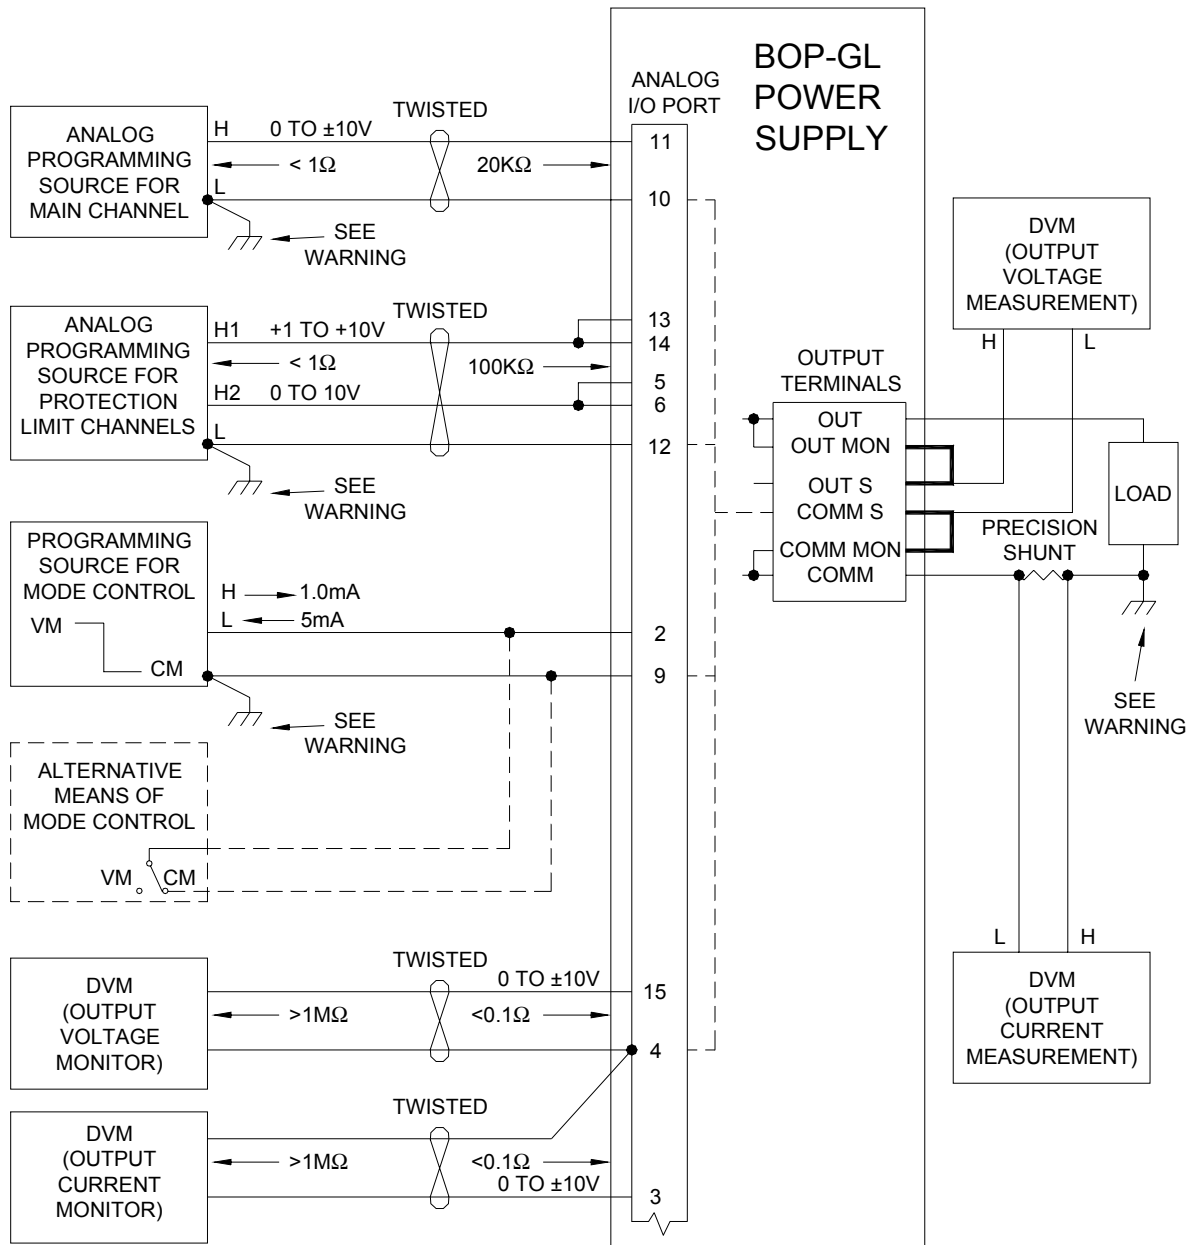 BOP-GL
POWER
SUPPLY
ANALOG
I/O PORT
ANALOG
PROGRAMMING
SOURCE FOR
MAIN CHANNEL
H
0 TO ±10V
TWISTED
< 1Ω
20KΩ
L
11
10
SEE
WARNING
ANALOG
PROGRAMMING
SOURCE FOR
PROTECTION
LIMIT CHANNELS
H1
+1 TO +10V
TWISTED
< 1Ω
100KΩ
H2
0 TO 10V
L
13
14
5
6
12
SEE
WARNING
PROGRAMMING
SOURCE FOR
MODE CONTROL
VM
CM
H
1.0mA
L
5mA
2
9
SEE
WARNING
ALTERNATIVE
MEANS OF
MODE CONTROL
VM
CM
DVM
(OUTPUT
VOLTAGE
MONITOR)
TWISTED
0 TO ±10V
>1MΩ
<0.1Ω
15
4
DVM
(OUTPUT
CURRENT
MONITOR)
TWISTED
>1MΩ
<0.1Ω
0 TO ±10V
3
OUTPUT
TERMINALS
OUT
OUT MON
OUT S
COMM S
COMM MON
COMM
DVM
(OUTPUT
VOLTAGE
MEASUREMENT)
H
L
LOAD
PRECISION
SHUNT
SEE
WARNING
L
H
DVM
(OUTPUT
CURRENT
MEASUREMENT)